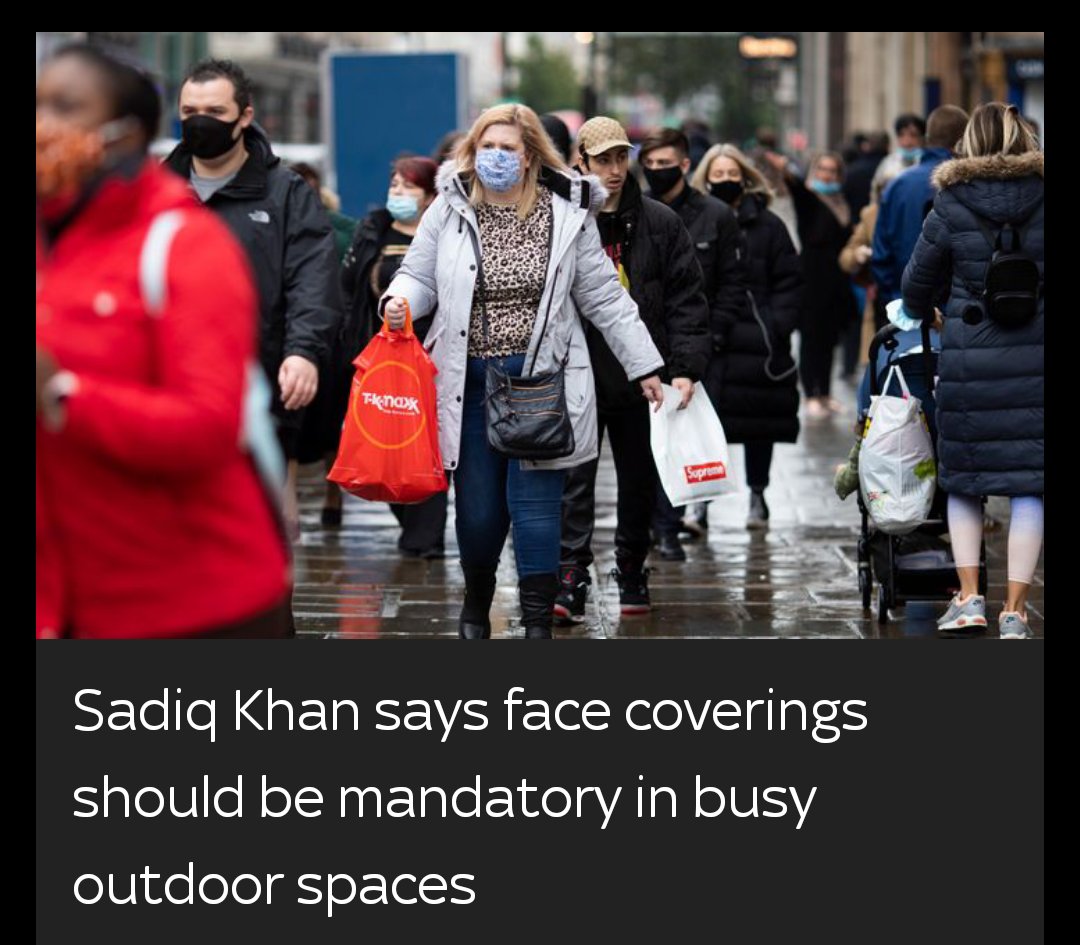 TK-maxx
Supreme
Sadiq Khan says face coverings
should be mandatory in busy
outdoor spaces